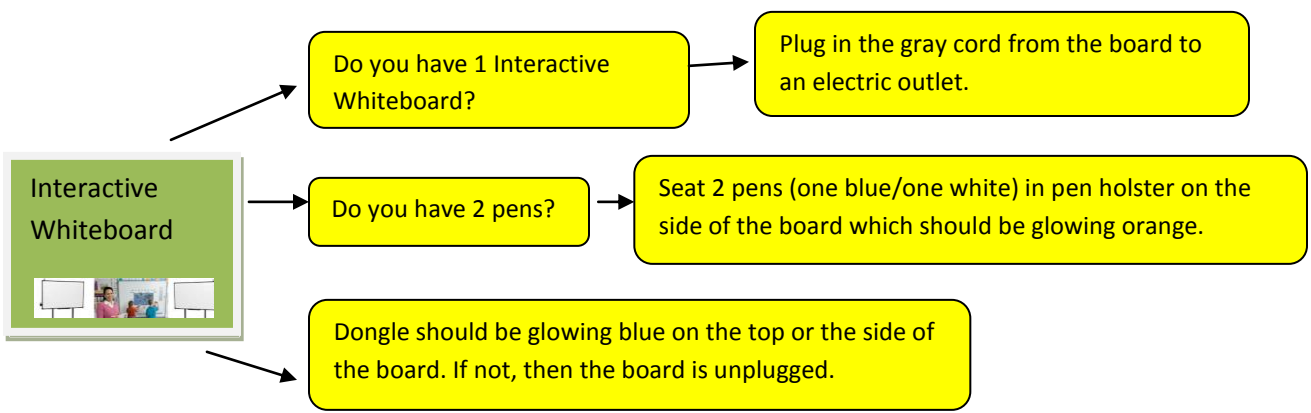 Interactive
Whiteboard
Do you have 1 Interactive
Whiteboard?
Plug in the gray cord from the board to
an electric outlet.
Do you have 2 pens?
Seat 2 pens (one blue/one white) in pen holster on the
side of the board which should be glowing orange.
Dongle should be glowing blue on the top or the side of
the board. If not, then the board is unplugged.